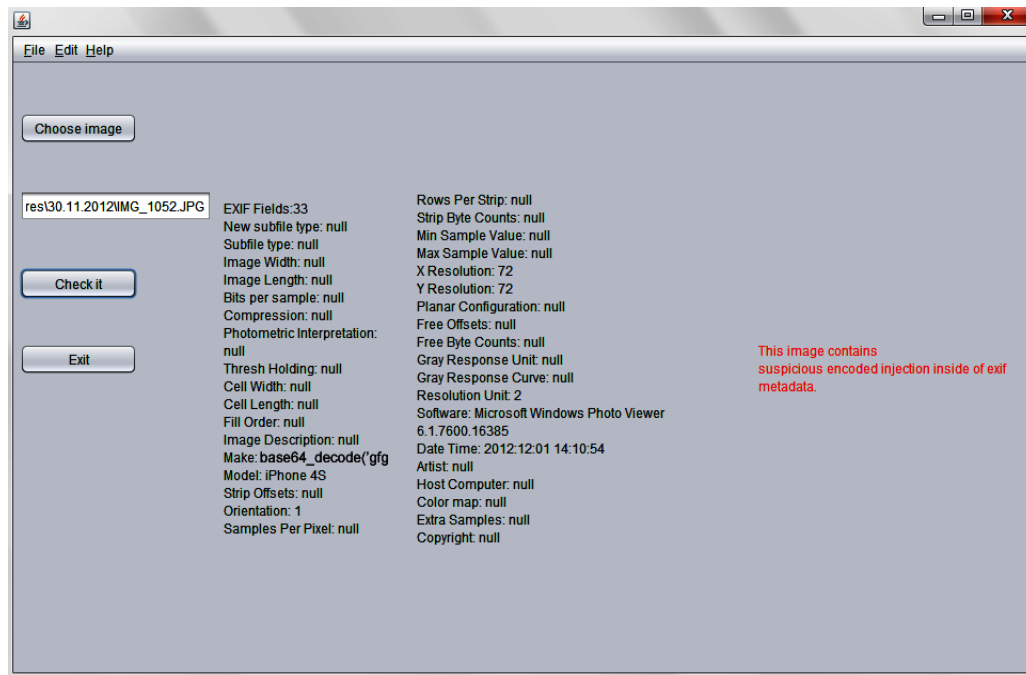 File Edit Help
Choose image
res\30.11.2012\IMG_1052.JPG
Check it
Exit
EXIF Fields:33
New subfile type: null
Subfile type: null
Image Width: null
Image Length: null
Bits per sample: null
Compression: null
Photometric Interpretation:
null
Thresh Holding: null
Cell Width: null
Cell Length: null
Fill Order: null
Image Description: null
Make: base64_decode('gfg
Model: iPhone 4S
Strip Offsets: null
Orientation: 1
Samples Per Pixel: null
Rows Per Strip: null
Strip Byte Counts: null
Min Sample Value: null
Max Sample Value: null
X Resolution: 72
Y Resolution: 72
Planar Configuration: null
Free Offsets: null
Free Byte Counts: null
Gray Response Unit: null
Gray Response Curve: null
Resolution Unit: 2
Software: Microsoft Windows Photo Viewer
6.1.7600.16385
Date Time: 2012:12:01 14:10:54
Artist: null
Host Computer: null
Color map: null
Extra Samples: null
Copyright: null
This image contains
suspicious encoded injection inside of exif
metadata.